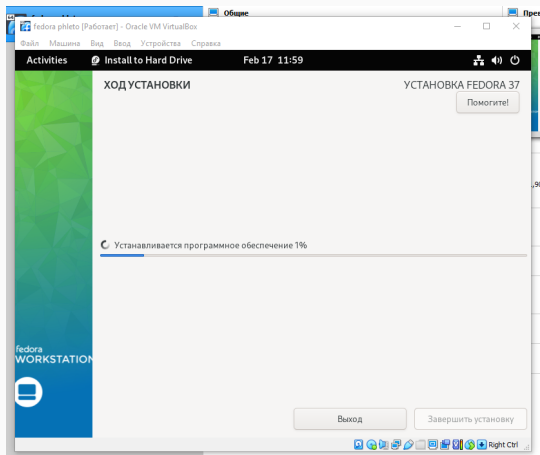 Общие
fedora phleto [Работает] - Oracle VM VirtualBox
Файл Машина Вид Ввод Устройства Справка
Activities Install to Hard Drive Feb 17 11:59
ХОД УСТАНОВКИ
УСТАНОВКА FEDORA 37
Помогите!
Устанавливается программное обеспечение 1%
fedora
WORKSTATION
Выход
Завершить установку
Right Ctrl